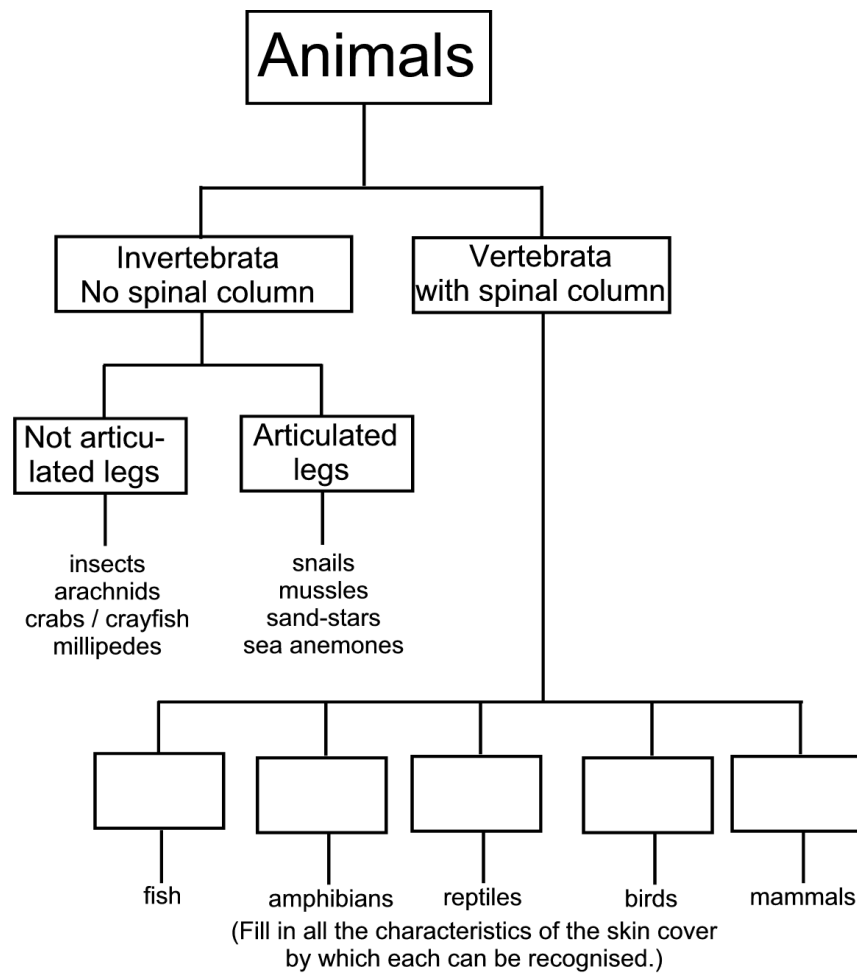 Animals
Invertebrata
No spinal column
Vertebrata
with spinal column
Not articu-
lated legs
Articulated
legs
insects
arachnids
crabs / crayfish
millipedes
snails
mussles
sand-stars
sea anemones
fish
amphibians
reptiles
birds
mammals
(Fill in all the characteristics of the skin cover
by which each can be recognised.)